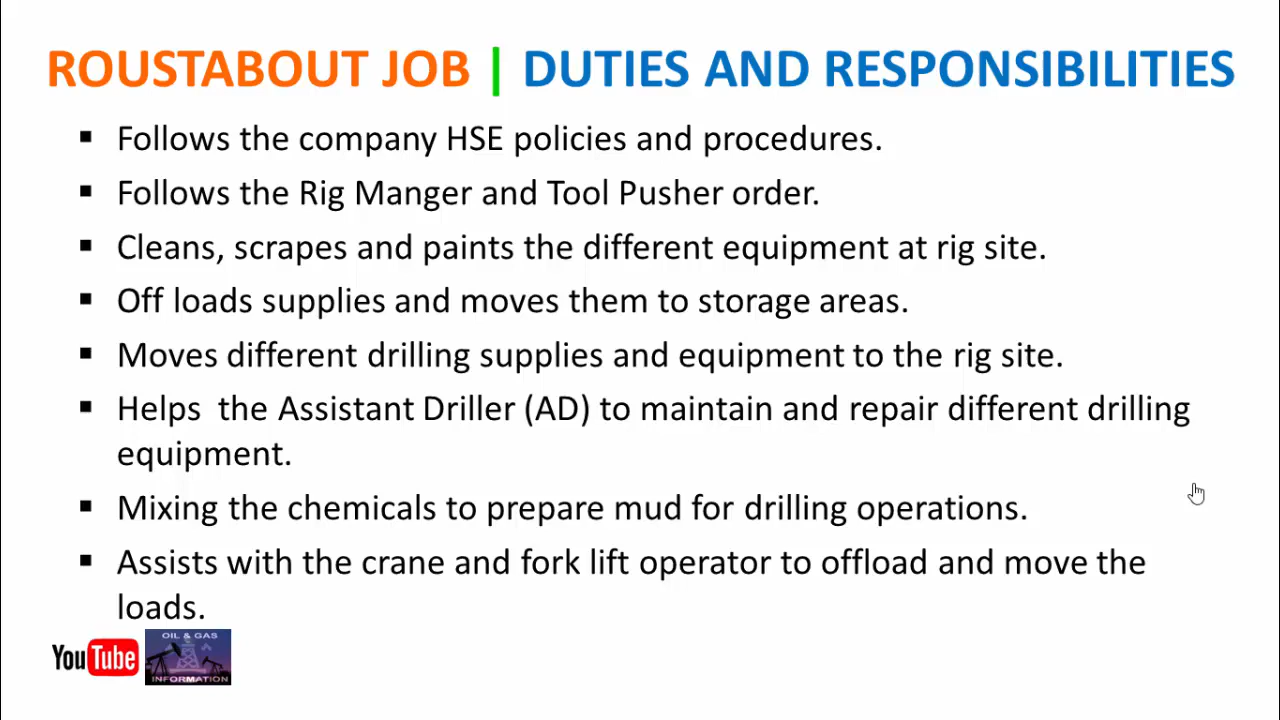 ROUSTABOUT JOB | DUTIES AND RESPONSIBILITIES
▪ Follows the company HSE policies and procedures.
▪ Follows the Rig Manger and Tool Pusher order.
▪ Cleans, scrapes and paints the different equipment at rig site.
▪ Off loads supplies and moves them to storage areas.
▪ Moves different drilling supplies and equipment to the rig site.
▪ Helps  the Assistant Driller (AD) to maintain and repair different drilling
equipment.
▪ Mixing the chemicals to prepare mud for drilling operations.
▪ Assists with the crane and fork lift operator to offload and move the
loads.
YouTube
OIL & GAS
INFORMATION